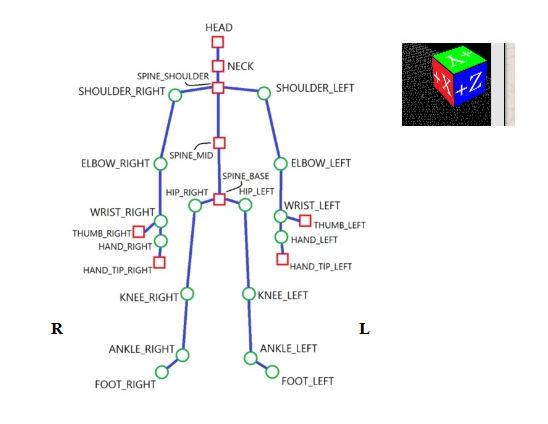 HEAD
NECK
SPINE_SHOULDER
SHOULDER_RIGHT
SHOULDER_LEFT
ELBOW_RIGHT
SPINE_MID
ELBOW_LEFT
SPINE_BASE
HIP_RIGHT
HIP_LEFT
WRIST_RIGHT
WRIST_LEFT
THUMB_RIGHT
THUMB_LEFT
HAND_RIGHT
HAND_LEFT
HAND_TIP_RIGHT
HAND_TIP_LEFT
KNEE_RIGHT
KNEE_LEFT
R
L
ANKLE_RIGHT
ANKLE_LEFT
FOOT_RIGHT
FOOT_LEFT
+Y
+X
+Z